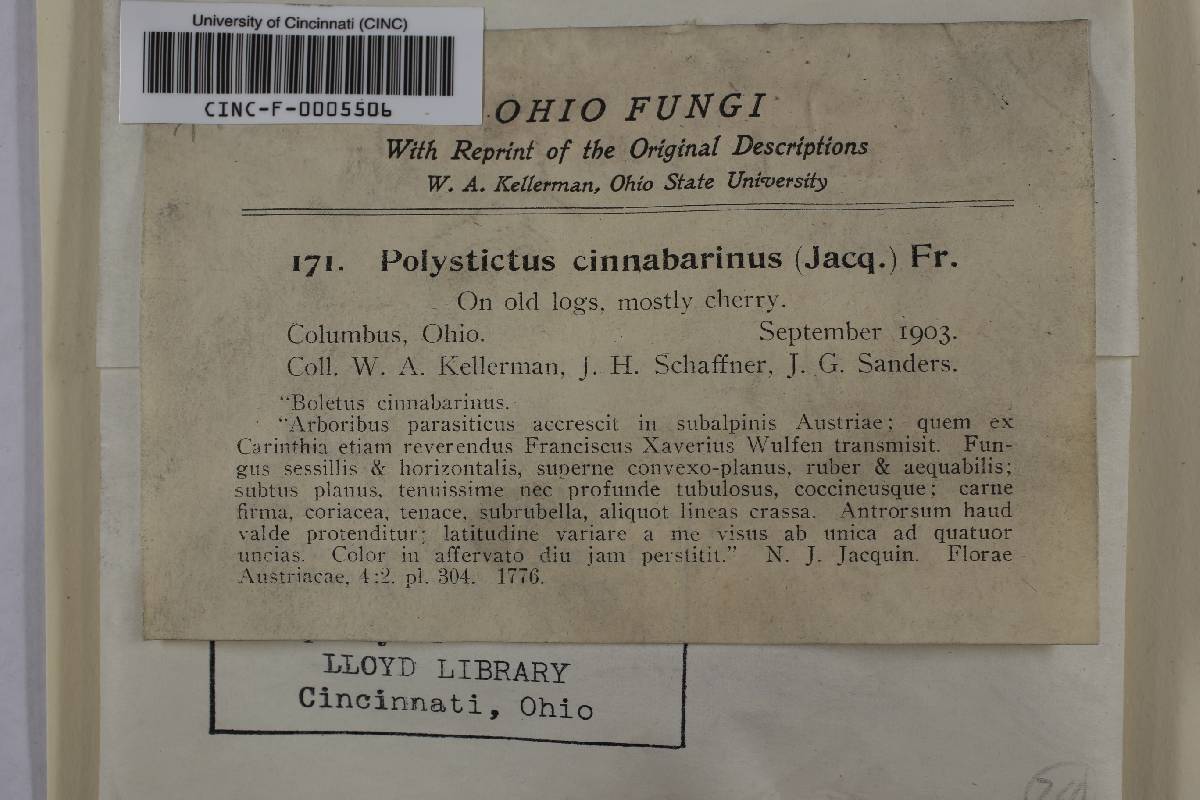 University of Cincinnati (CINC)
CINC-F-0005506
OHIO FUNGI
With Reprint of the Original Descriptions
W. A. Kellerman, Ohio State University
171. Polystictus cinnabarinus (Jacq.) Fr.
On old logs, mostly cherry.
Columbus, Ohio. September 1903.
Coll. W. A. Kellerman, J. H. Schaffner, J. G. Sanders.
"Boletus cinnabarinus.
"Arboribus parasiticus accrescit in subalpinis Austriae; quem ex
Carinthia etiam reverendus Franciscus Xaverius Wulfen transmisit. Fun-
gus sessillis & horizontalis, superne convexo-planus, ruber & aequabilis;
subtus planus, tenuissime nec profunde tubulosus, coccineusque; carne
firma, coriacea, tenace, subrubella, aliquot lineas crassa. Antrorsum haud
valde protenditur; latitudine variare a me visus ab unica ad quatuor
uncias. Color in affervato diu jam perstitit." N. J. Jacquin. Florae
Austriacae, 4:2. pl. 304. 1776.
LLOYD LIBRARY
Cincinnati, Ohio